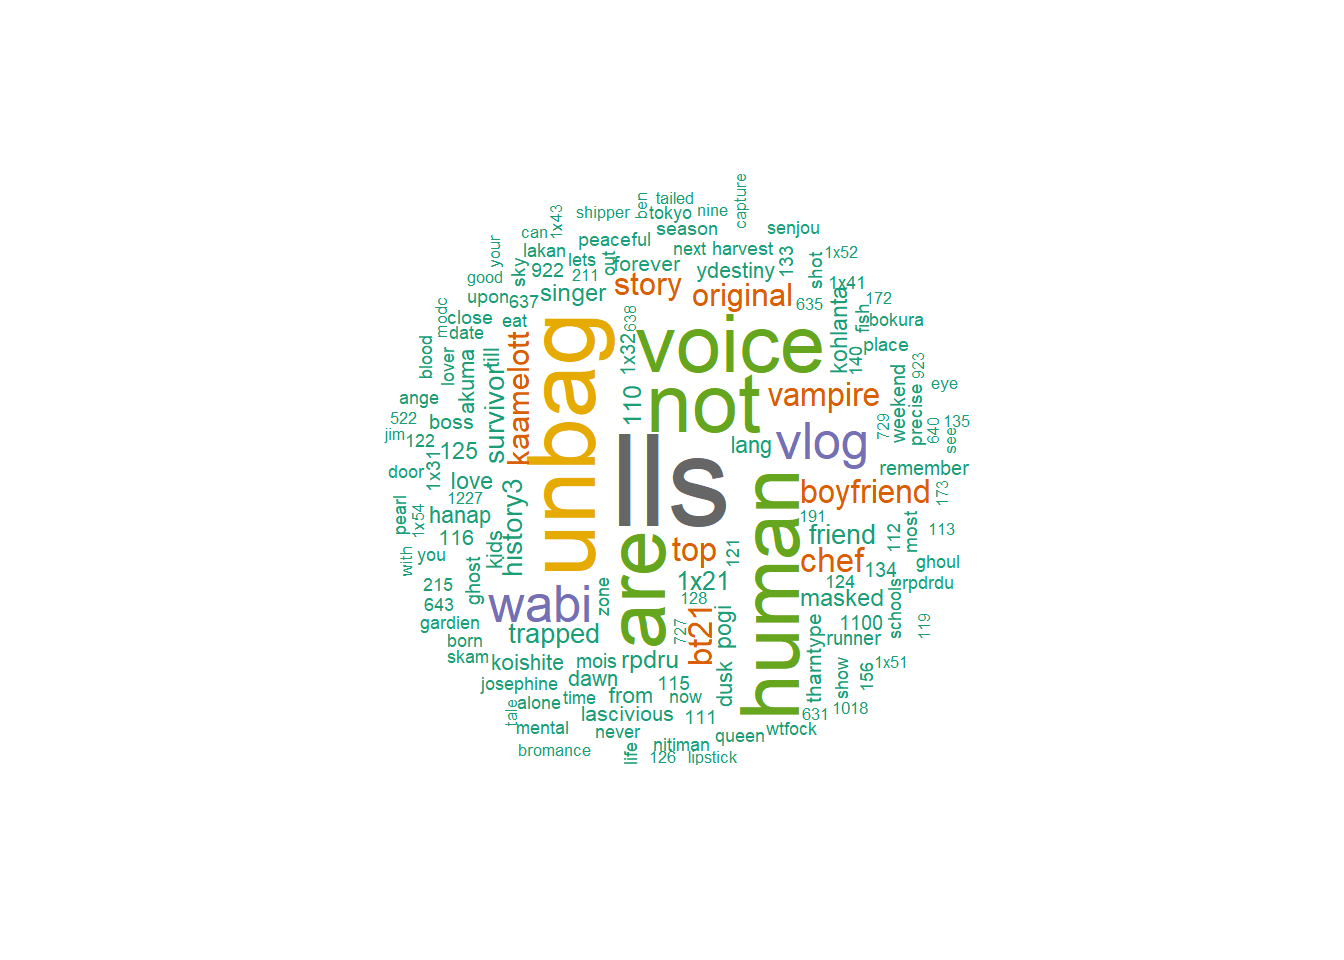 capture
ben
tailed
shipper
tokyo
nine
1x43
can
season
senjou
your
lakan
peaceful
next
harvest
133
1x52
good
sky
922
lets
211
out
forever
ydestiny
shot
1x41
upon
637
singer
story
original
635
172
modc
close
date
eat
638
kohlanta
fish
bokura
blood
lover
akuma
till
kaamelott
unbag
1x32
voice
140
place
ange
survivor
110
not
vampire
weekend
precise
923
eye
522
boss
729
640
135
jim
122
125
lang
vlog
see
door
1x31
love
lls
remember
1227
human
boyfriend
173
pearl
1x54
hanap
history3
191
friend
112
most
113
with
116
kids
are
top
121
chef
you
ghost
1x21
134
ghoul
215
zone
124
srpdrdu
643
wabi
128
masked
schools
119
gardien
trapped
727
bt21
pogi
1100
born
runner
skam
koishite
mois
rpdru
tharntype
show
156
1x51
josephine
dawn
115
dusk
tale
alone
time
from
now
631
1018
lascivious
111
mental
never
queen
wtfock
bromance
life
nitiman
126
lipstick